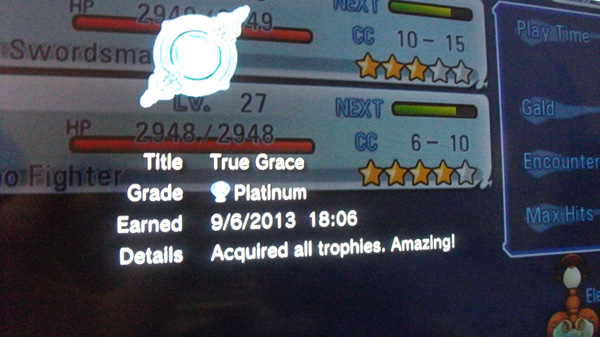 HP 2948/2949 NEXT
CC 10 - 15
Swordsma
Play Time
Lv. 27 NEXT
HP 2948/2948 CC 6 - 10
Gald
o Fighter
Encounter
Max Hits
Title True Grace
Grade Platinum
Earned 9/6/2013 18:06
Details Acquired all trophies. Amazing!
Ele